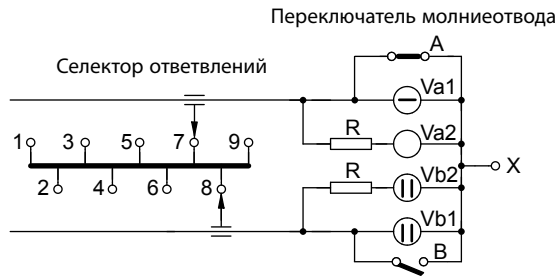 Переключатель молниеотвода
A
Селектор ответвлений
Va1
1 3 5 7 9
R Va2
X
2 4 6 8
R Vb2
Vb1
B